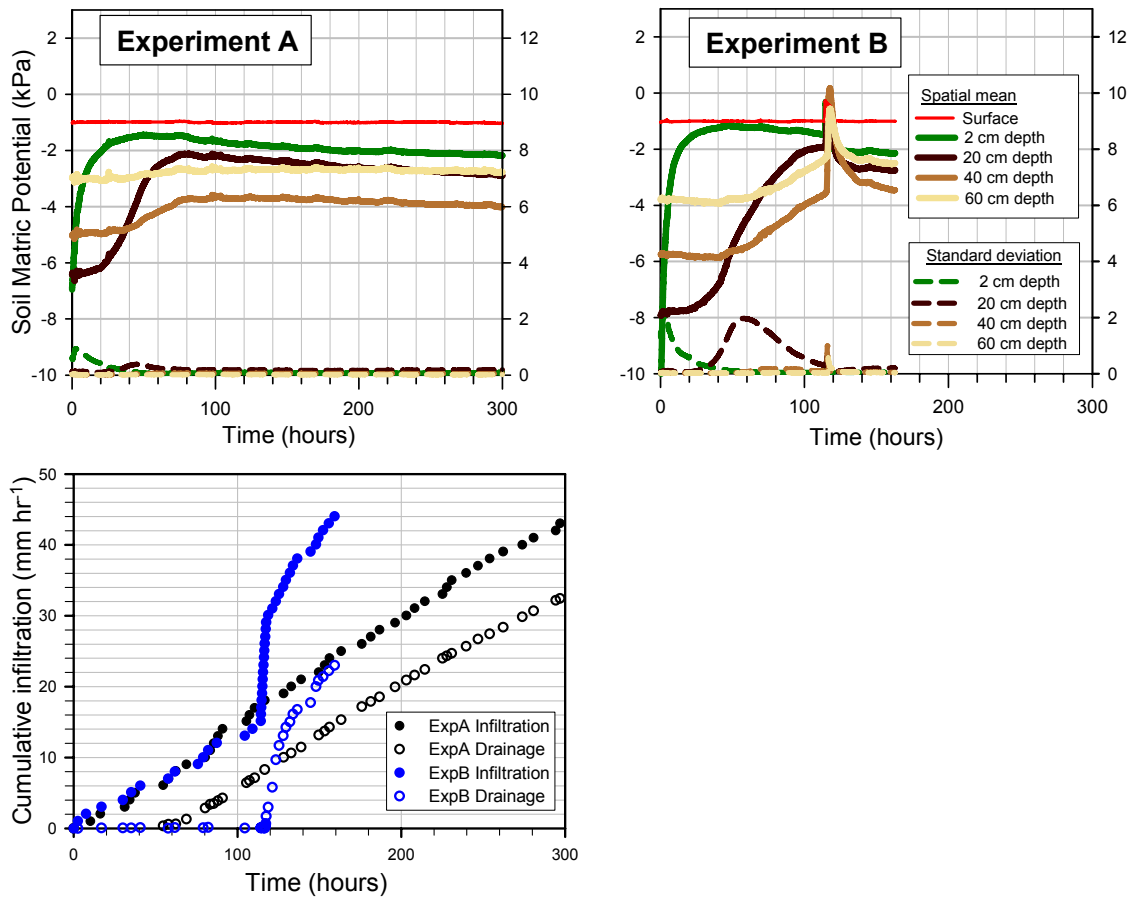 Experiment A
Soil Matric Potential (kPa)
2
0
-2
-4
-6
-8
-10
12
10
8
6
4
2
0
0
100
200
300
Time (hours)
Experiment B
2
0
-2
-4
-6
-8
-10
12
10
8
6
4
2
0
0
100
200
300
Time (hours)
Spatial mean
Surface
2 cm depth
20 cm depth
40 cm depth
60 cm depth
Standard deviation
2 cm depth
20 cm depth
40 cm depth
60 cm depth
Cumulative infiltration (mm hr⁻¹)
50
40
30
20
10
0
0
100
200
300
Time (hours)
ExpA Infiltration
ExpA Drainage
ExpB Infiltration
ExpB Drainage